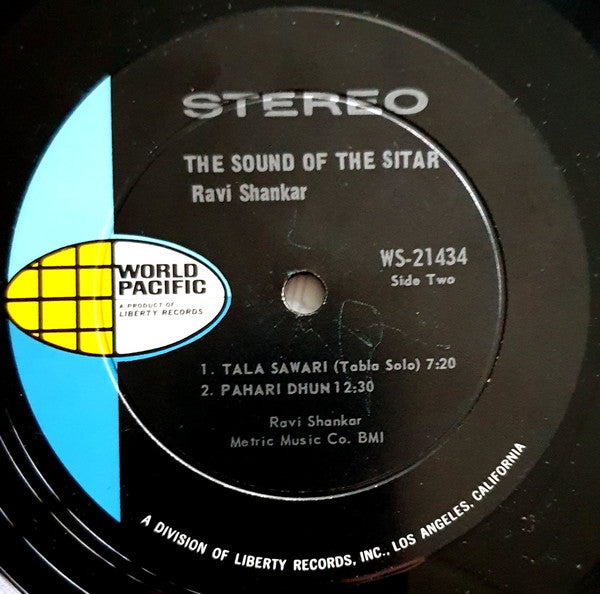 STEREO
THE SOUND OF THE SITAR
Ravi Shankar
WS-21434
Side Two
WORLD
PACIFIC
A PRODUCT OF
LIBERTY RECORDS
1. TALA SAWARI (Tabla Solo) 7:20
2. PAHARI DHUN 12:30
Ravi Shankar
Metric Music Co. BMI
A DIVISION OF LIBERTY RECORDS, INC., LOS ANGELES, CALIFORNIA